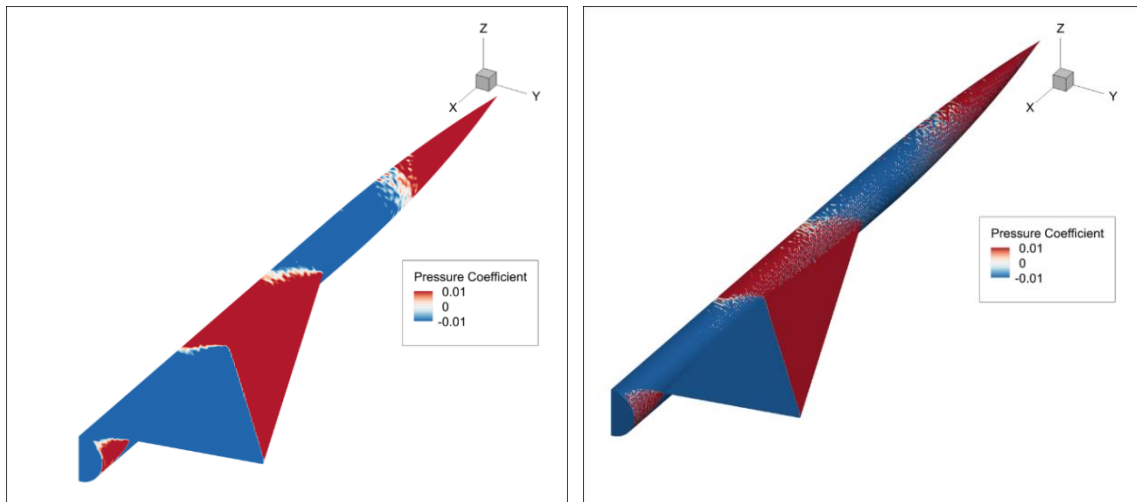 Z
X
Y
Pressure Coefficient
0.01
0
-0.01
Z
X
Y
Pressure Coefficient
0.01
0
-0.01